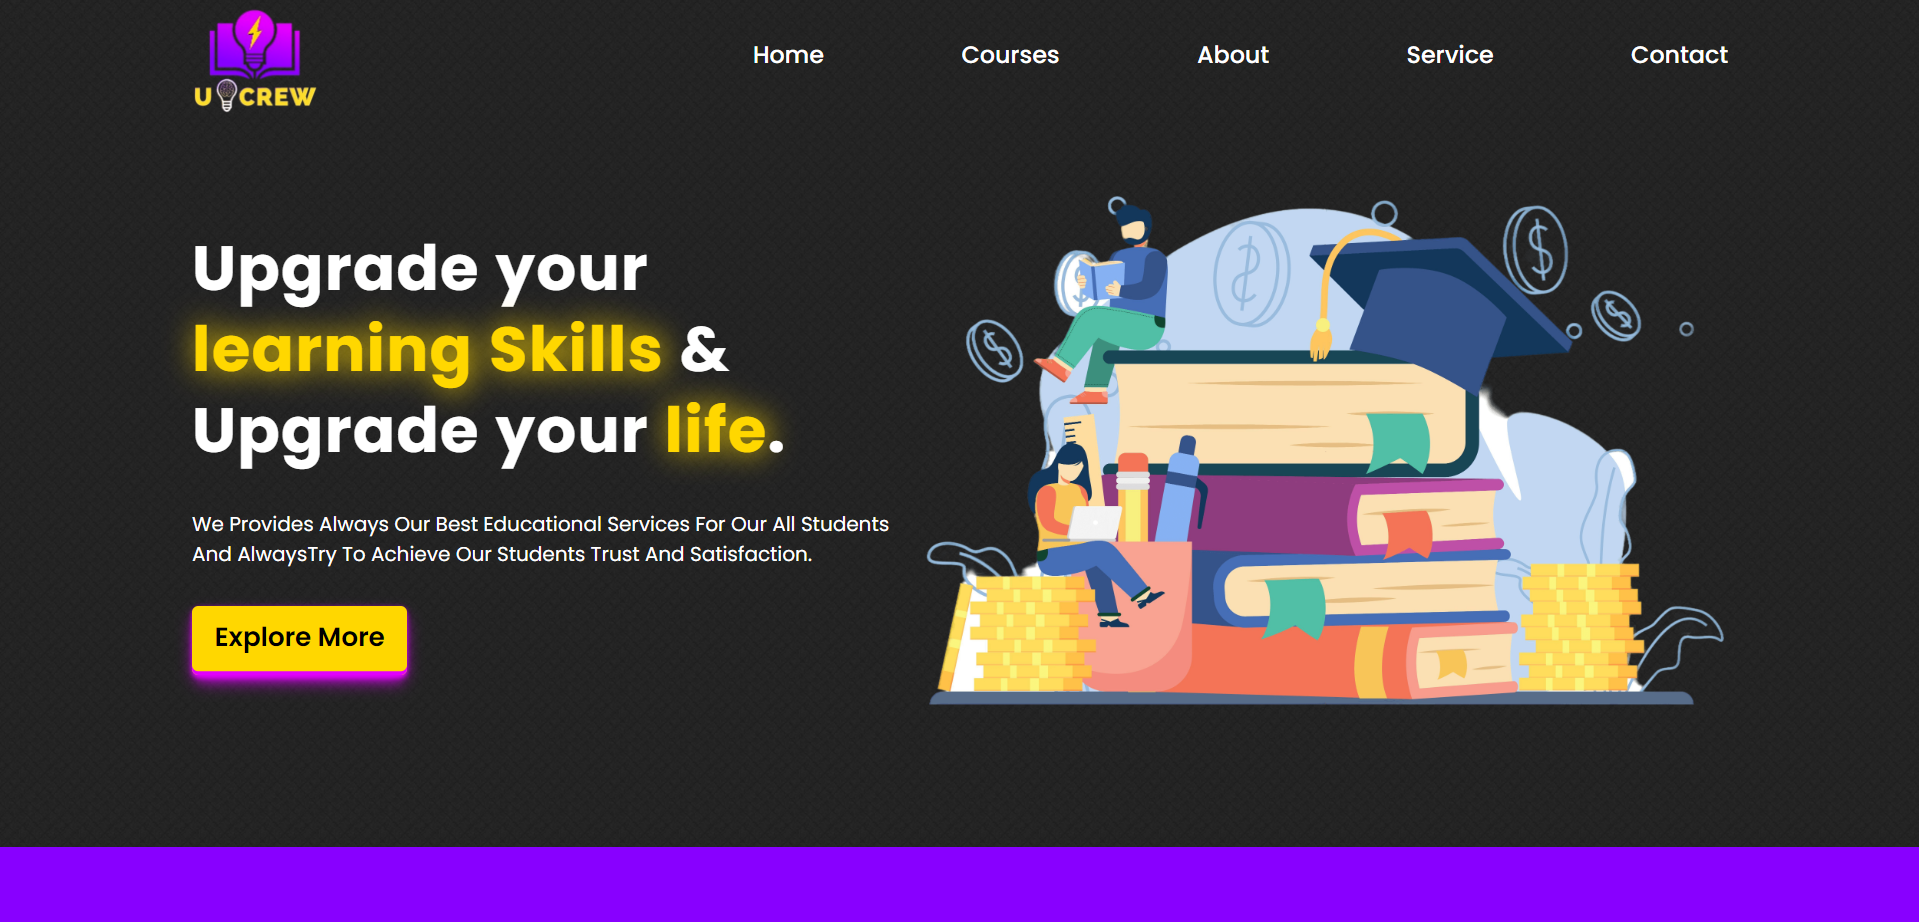 U CREW
Home Courses About Service Contact
Upgrade your
learning Skills &
Upgrade your life.
We Provides Always Our Best Educational Services For Our All Students
And AlwaysTry To Achieve Our Students Trust And Satisfaction.
Explore More